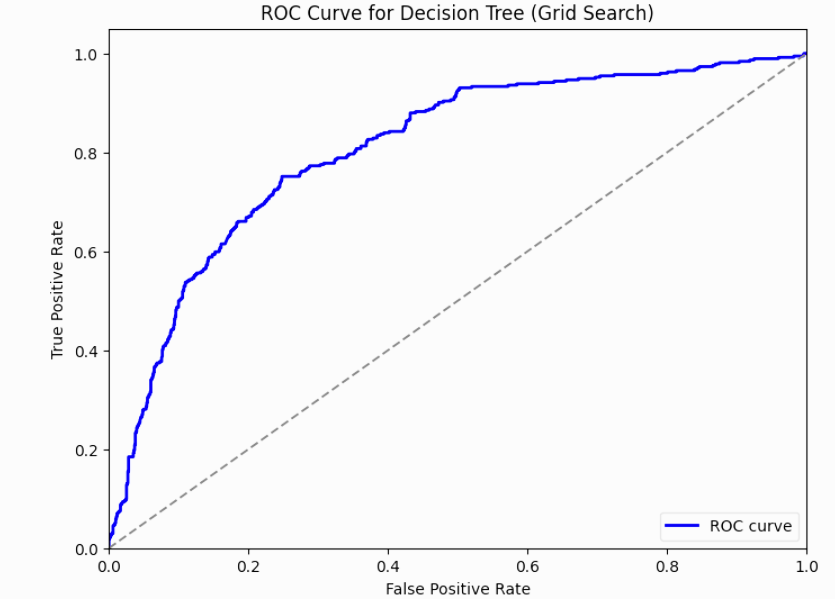 ROC Curve for Decision Tree (Grid Search)
1.0
0.8
0.6
0.4
0.2
0.0
True Positive Rate
0.0 0.2 0.4 0.6 0.8 1.0
False Positive Rate
ROC curve